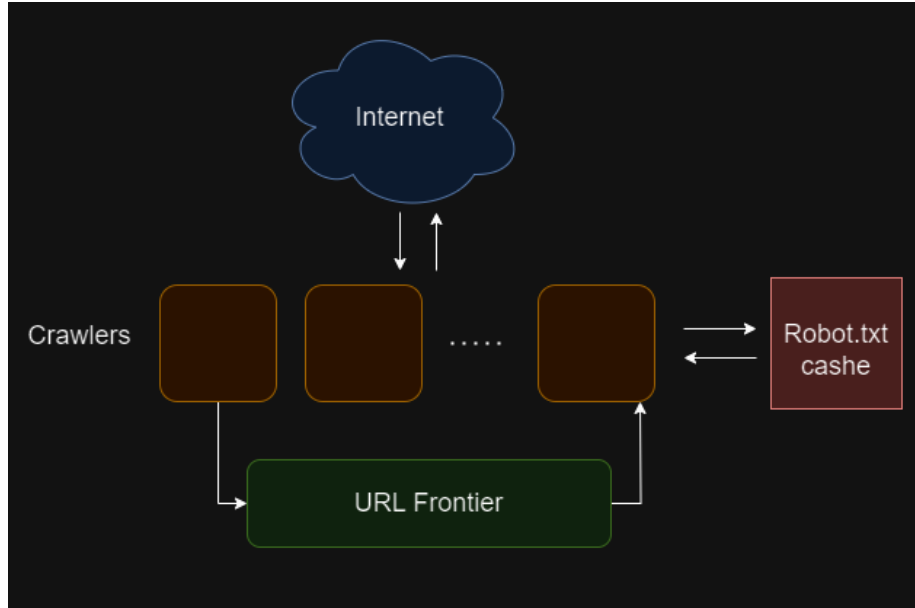 Internet
Crawlers
.....
Robot.txt
cashe
URL Frontier